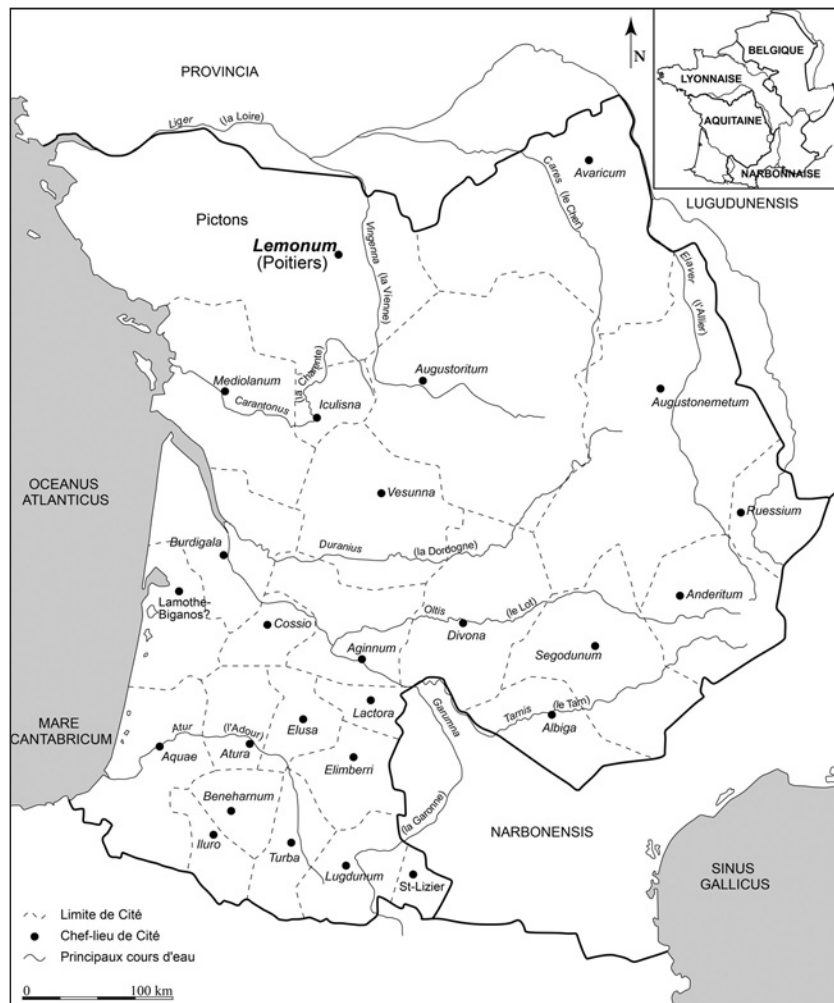 PROVINCIA
N
BELGIQUE
LYONNAISE
AQUITAINE
NARBONNAISE
LUGUDUNENSIS
Liger (la Loire)
Cares (le Cher)
Avaricum
Pictons
Lemonum
(Poitiers)
Vingenna (la Vienne)
Elaver (l'Allier)
Mediolanum
Carantonus (la Charente)
Iculisna
Augustoritum
Augustonemetum
OCEANUS
ATLANTICUS
Vesunna
Ruessium
Burdigala
Duranius (la Dordogne)
Lamothe-
Biganos?
Anderitum
Cossio
Oltis (le Lot)
Divona
Aginnum
Segodunum
Lactora
Garumna (la Garonne)
Tarnis (le Tarn)
Albiga
MARE
CANTABRICUM
Atur (l'Adour)
Elusa
Aquae
Atura
Elimberri
Beneharnum
Iluro
Turba
Lugdunum
St-Lizier
NARBONENSIS
SINUS
GALLICUS
Limite de Cité
Chef-lieu de Cité
Principaux cours d'eau
0 100 km